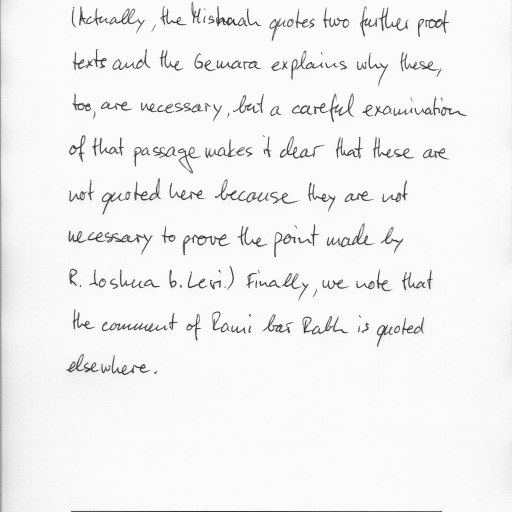 (Actually, the Mishnah quotes two further proof
texts and the Gemara explains why these,
too, are necessary, but a careful examination
of that passage makes it clear that these are
not quoted here because they are not
necessary to prove the point made by
R. Joshua b. Levi.) Finally, we note that
the comment of Rami bar Rabh is quoted
elsewhere.